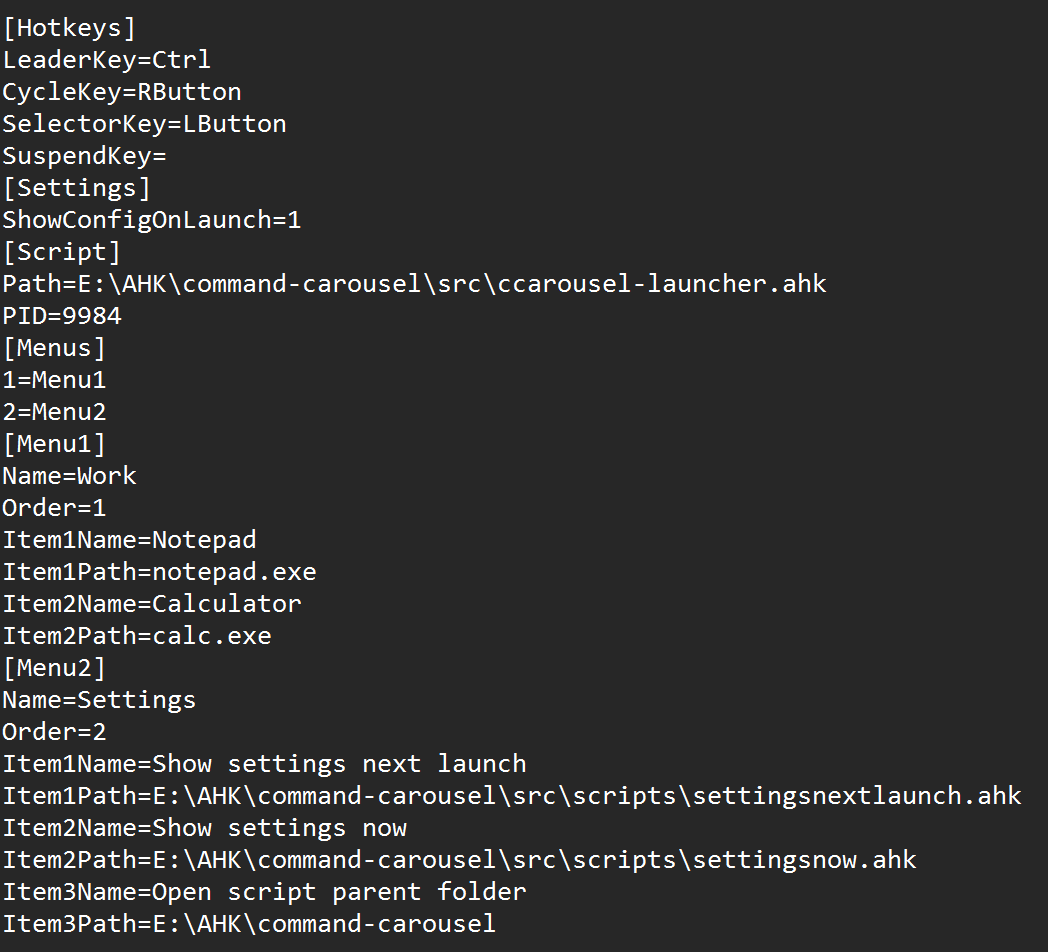 [Hotkeys]
LeaderKey=Ctrl
CycleKey=RButton
SelectorKey=LButton
SuspendKey=
[Settings]
ShowConfigOnLaunch=1
[Script]
Path=E:\AHK\command-carousel\src\ccarousel-launcher.ahk
PID=9984
[Menus]
1=Menu1
2=Menu2
[Menu1]
Name=Work
Order=1
Item1Name=Notepad
Item1Path=notepad.exe
Item2Name=Calculator
Item2Path=calc.exe
[Menu2]
Name=Settings
Order=2
Item1Name=Show settings next launch
Item1Path=E:\AHK\command-carousel\src\scripts\settingsnextlaunch.ahk
Item2Name=Show settings now
Item2Path=E:\AHK\command-carousel\src\scripts\settingsnow.ahk
Item3Name=Open script parent folder
Item3Path=E:\AHK\command-carousel